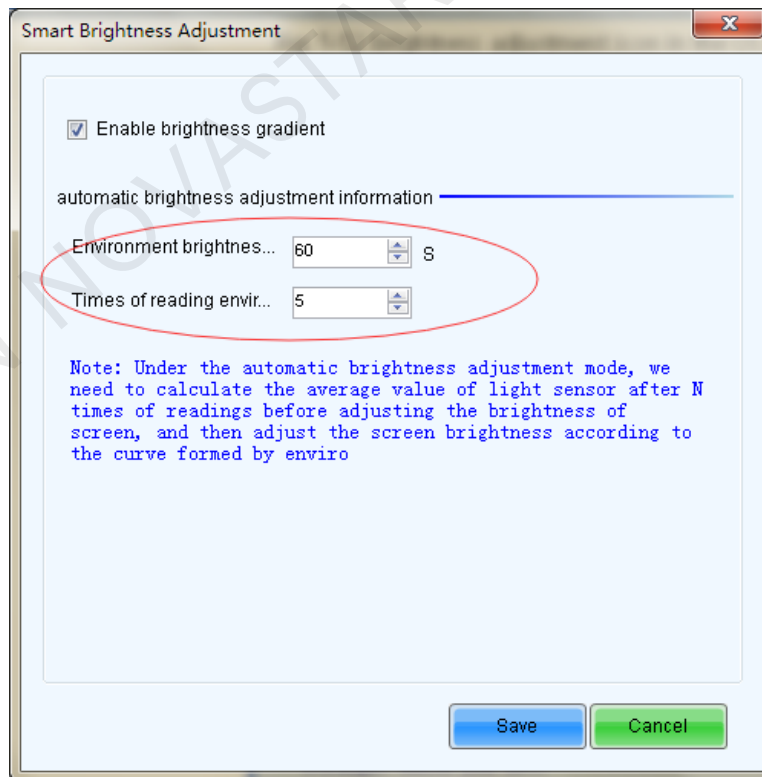 Smart Brightness Adjustment
Enable brightness gradient
automatic brightness adjustment information
Environment brightnes... 60 S
Times of reading envir... 5
Note: Under the automatic brightness adjustment mode, we
need to calculate the average value of light sensor after N
times of readings before adjusting the brightness of
screen, and then adjust the screen brightness according to
the curve formed by enviro
Save Cancel
N NOVASTAR